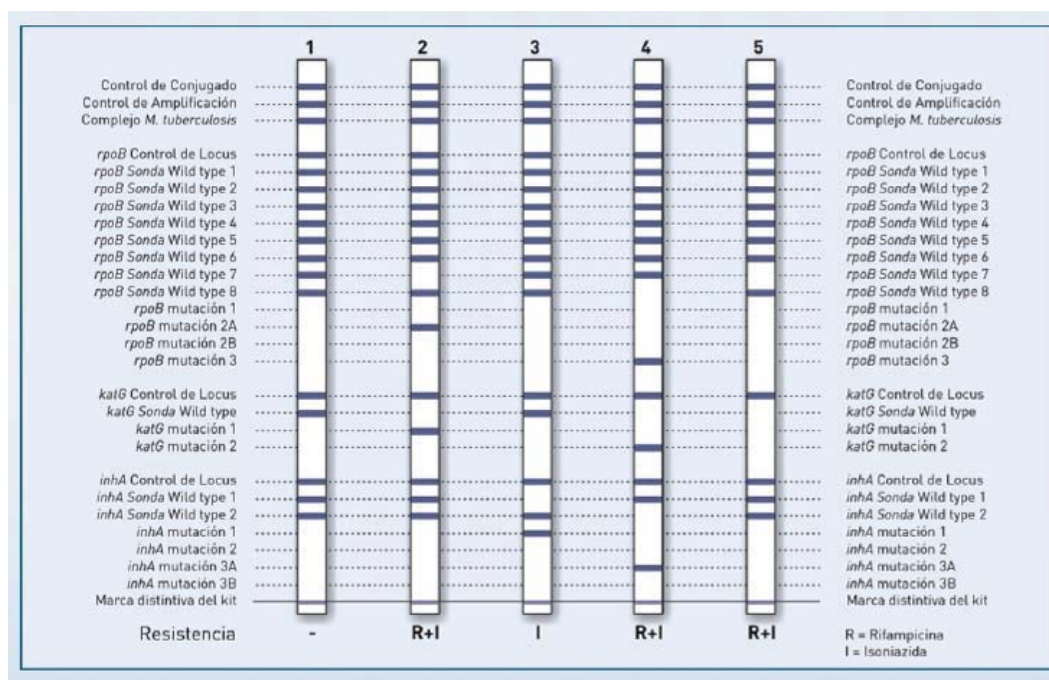 1 2 3 4 5
Control de Conjugado Control de Conjugado
Control de Amplificación Control de Amplificación
Complejo M. tuberculosis Complejo M. tuberculosis
rpoB Control de Locus rpoB Control de Locus
rpoB Sonda Wild type 1 rpoB Sonda Wild type 1
rpoB Sonda Wild type 2 rpoB Sonda Wild type 2
rpoB Sonda Wild type 3 rpoB Sonda Wild type 3
rpoB Sonda Wild type 4 rpoB Sonda Wild type 4
rpoB Sonda Wild type 5 rpoB Sonda Wild type 5
rpoB Sonda Wild type 6 rpoB Sonda Wild type 6
rpoB Sonda Wild type 7 rpoB Sonda Wild type 7
rpoB Sonda Wild type 8 rpoB Sonda Wild type 8
rpoB mutación 1 rpoB mutación 1
rpoB mutación 2A rpoB mutación 2A
rpoB mutación 2B rpoB mutación 2B
rpoB mutación 3 rpoB mutación 3
katG Control de Locus katG Control de Locus
katG Sonda Wild type katG Sonda Wild type
katG mutación 1 katG mutación 1
katG mutación 2 katG mutación 2
inhA Control de Locus inhA Control de Locus
inhA Sonda Wild type 1 inhA Sonda Wild type 1
inhA Sonda Wild type 2 inhA Sonda Wild type 2
inhA mutación 1 inhA mutación 1
inhA mutación 2 inhA mutación 2
inhA mutación 3A inhA mutación 3A
inhA mutación 3B inhA mutación 3B
Marca distintiva del kit Marca distintiva del kit
Resistencia - R+I I R+I R+I R = Rifampicina
I = Isoniazida